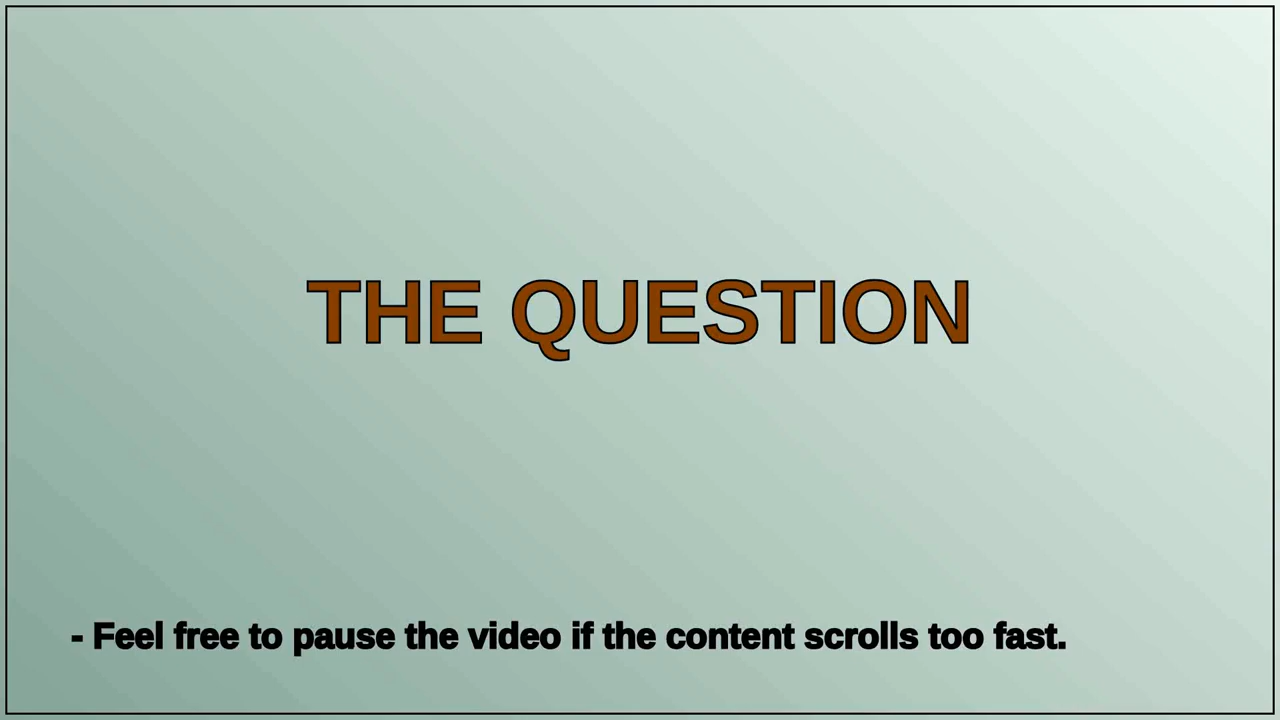 THE QUESTION
- Feel free to pause the video if the content scrolls too fast.